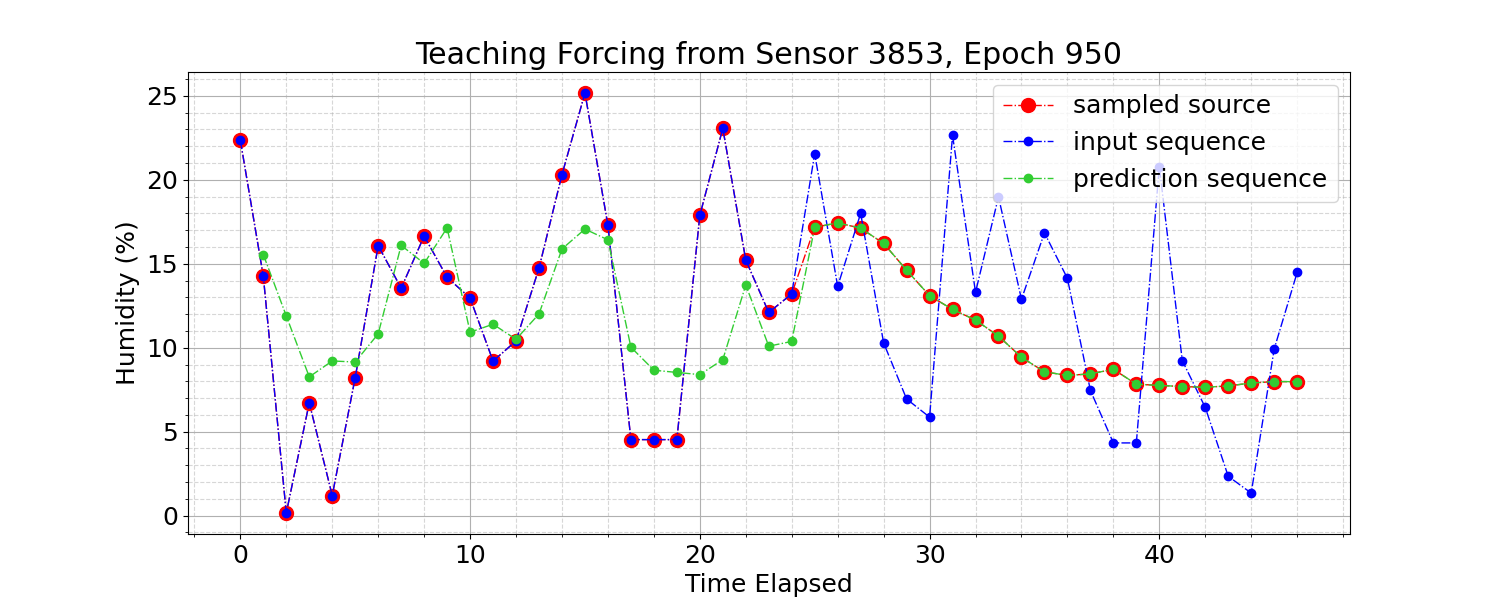 Teaching Forcing from Sensor 3853, Epoch 950
25
20
15
10
5
0
Humidity (%)
sampled source
input sequence
prediction sequence
0 10 20 30 40
Time Elapsed